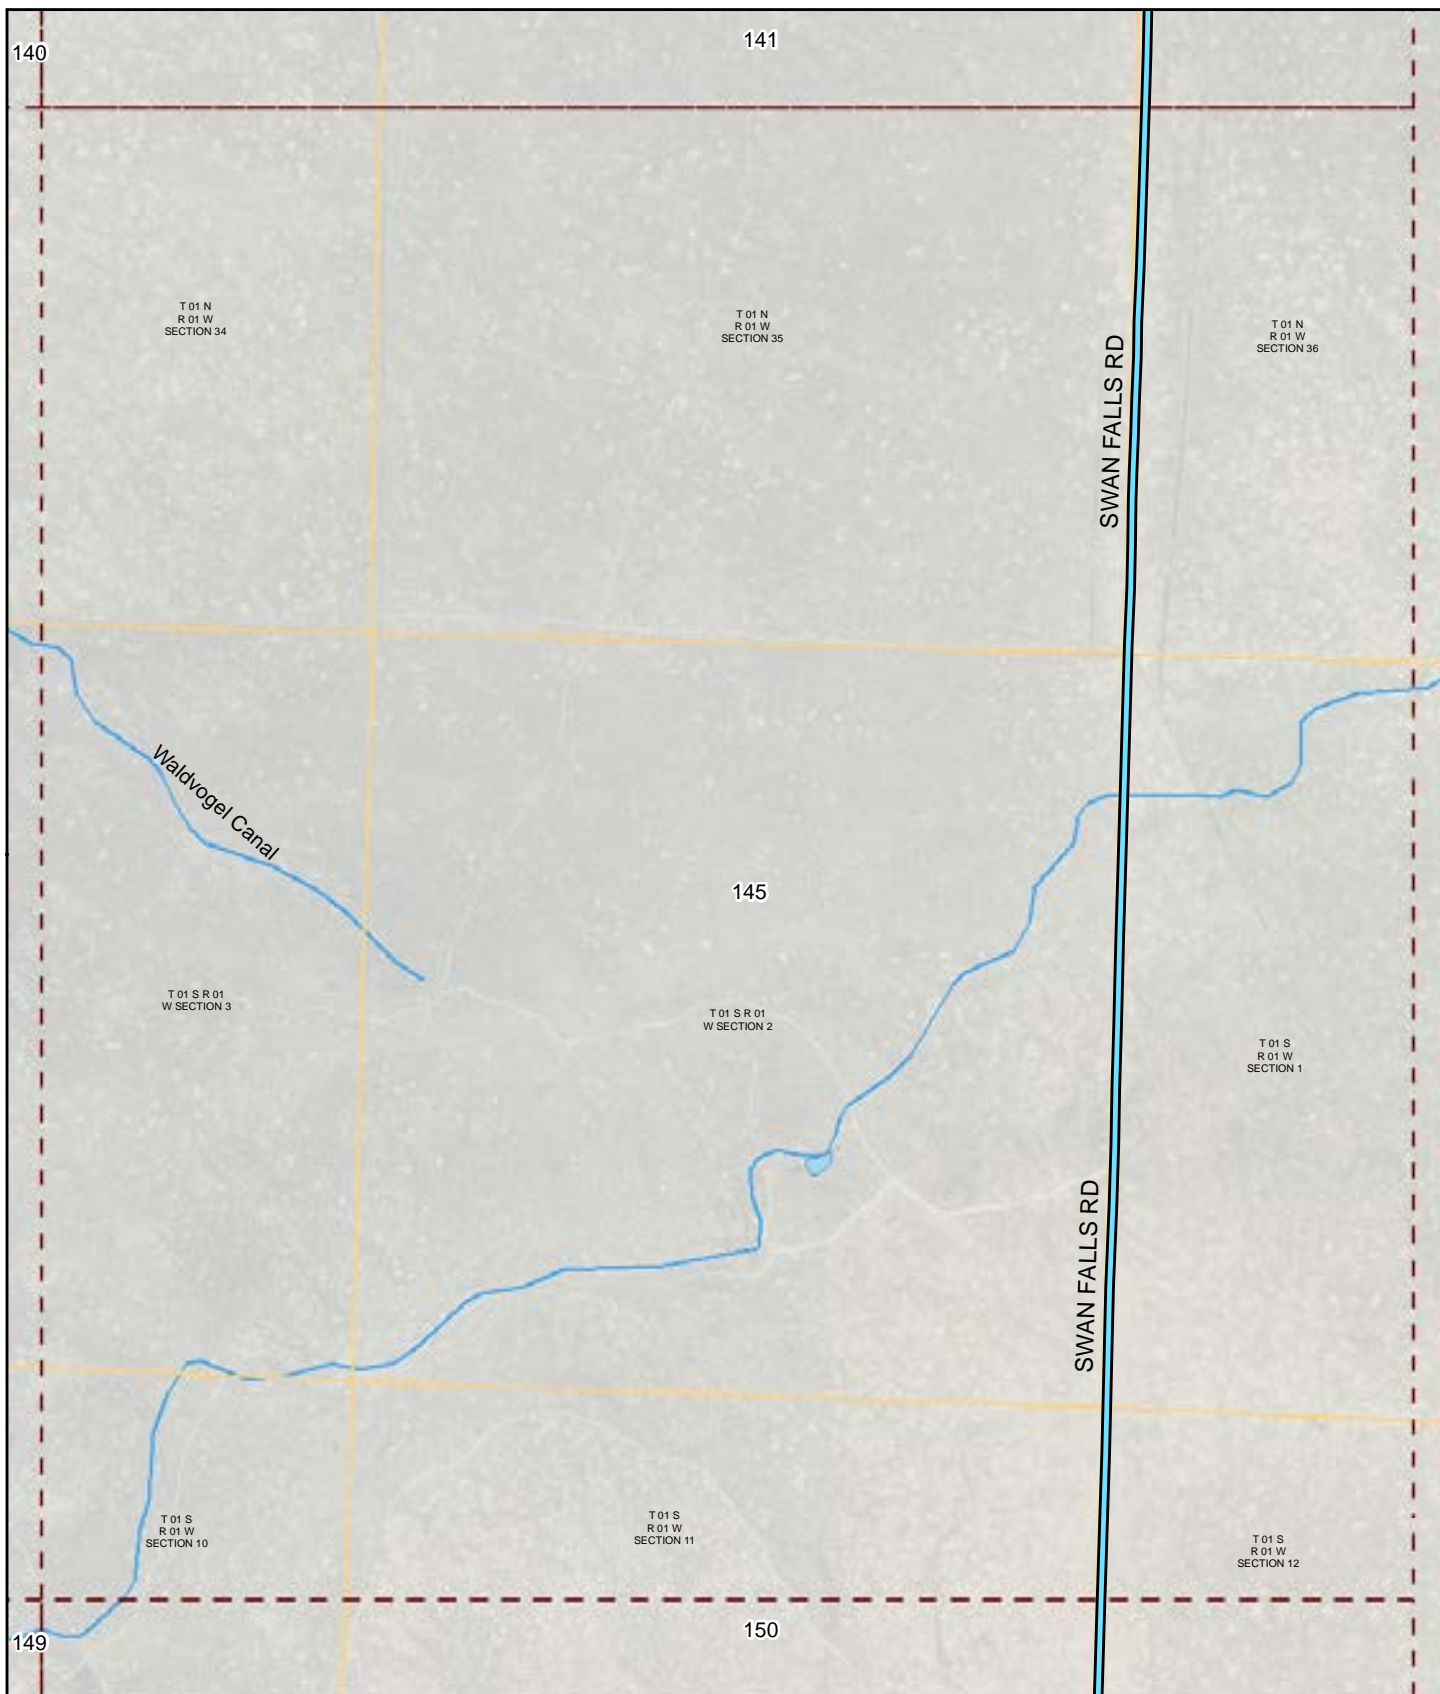 140
141
T 01 N
R 01 W
SECTION 34
T 01 N
R 01 W
SECTION 35
T 01 N
R 01 W
SECTION 36
SWAN FALLS RD
Waldvogel Canal
145
T 01 S R 01
W SECTION 3
T 01 S R 01
W SECTION 2
T 01 S
R 01 W
SECTION 1
SWAN FALLS RD
T 01 S
R 01 W
SECTION 10
T 01 S
R 01 W
SECTION 11
T 01 S
R 01 W
SECTION 12
149
150